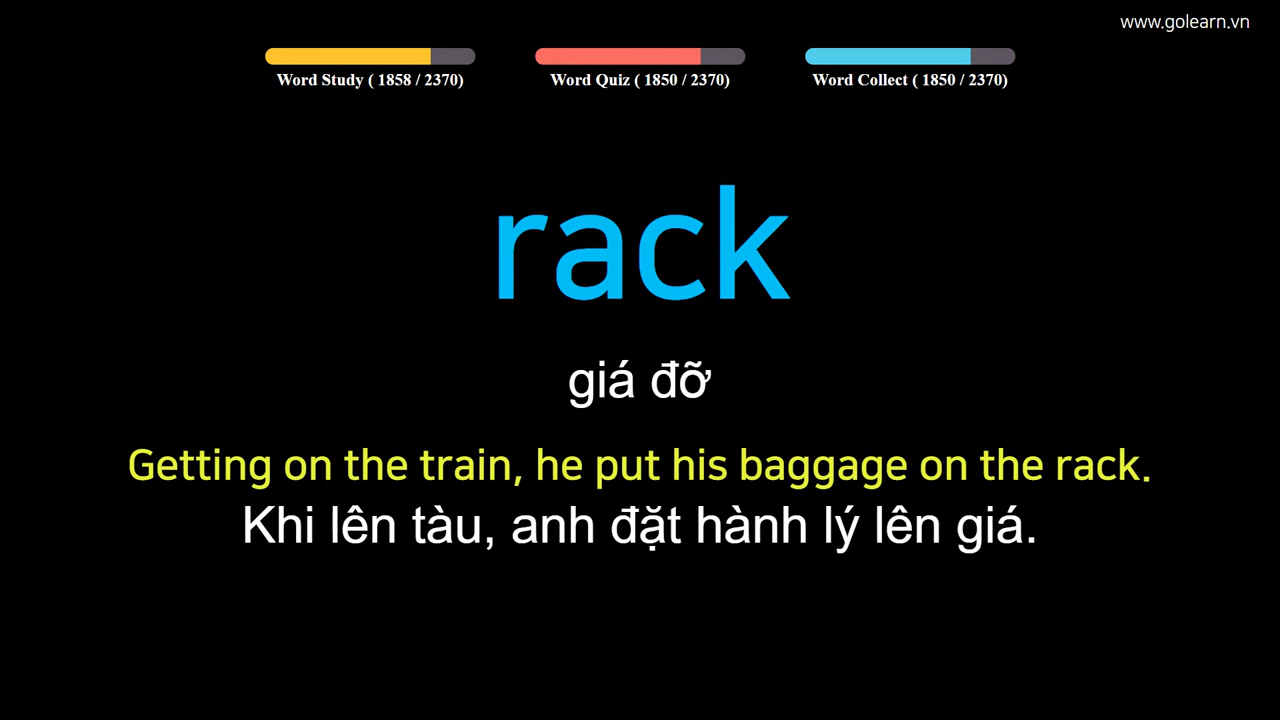 www.golearn.vn
Word Study ( 1858 / 2370)
Word Quiz ( 1850 / 2370)
Word Collect ( 1850 / 2370)
rack
giá đỡ
Getting on the train, he put his baggage on the rack.
Khi lên tàu, anh đặt hành lý lên giá.